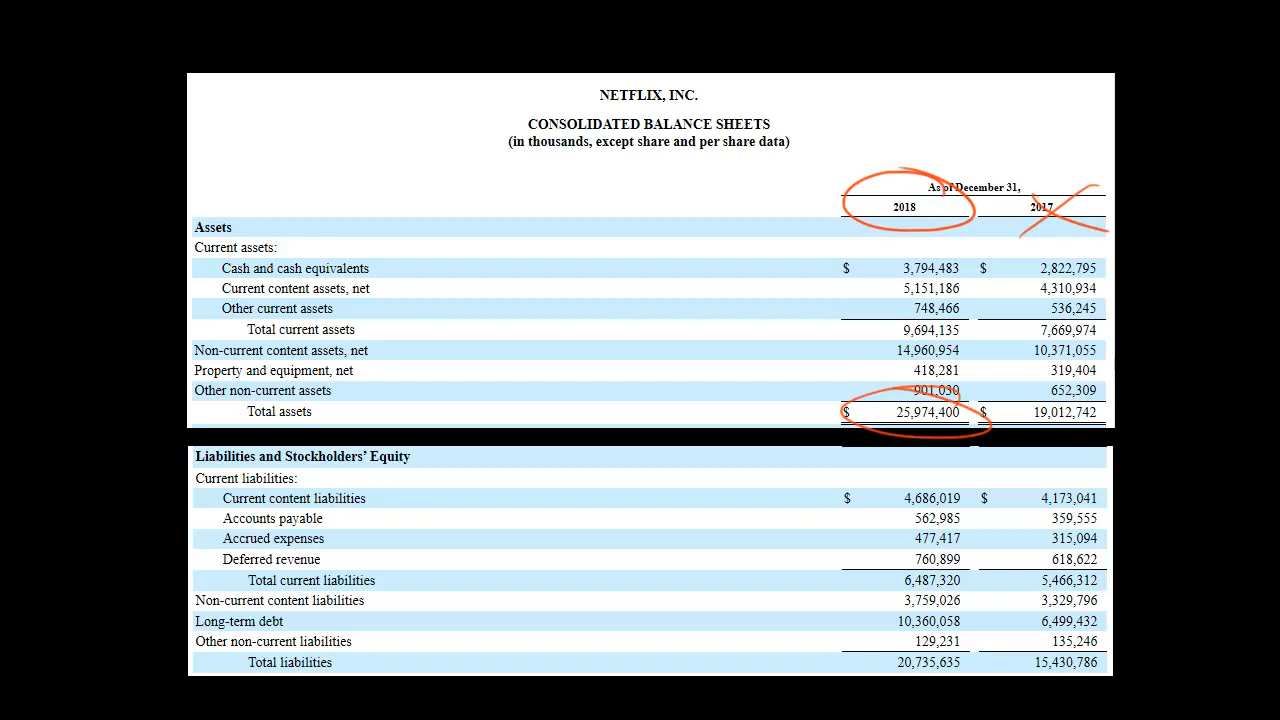 NETFLIX, INC.
CONSOLIDATED BALANCE SHEETS
(in thousands, except share and per share data)
As of December 31,
2018 2017
Assets
Current assets:
Cash and cash equivalents $ 3,794,483 $ 2,822,795
Current content assets, net 5,151,186 4,310,934
Other current assets 748,466 536,245
Total current assets 9,694,135 7,669,974
Non-current content assets, net 14,960,954 10,371,055
Property and equipment, net 418,281 319,404
Other non-current assets 901,030 652,309
Total assets $ 25,974,400 $ 19,012,742
Liabilities and Stockholders’ Equity
Current liabilities:
Current content liabilities $ 4,686,019 $ 4,173,041
Accounts payable 562,985 359,555
Accrued expenses 477,417 315,094
Deferred revenue 760,899 618,622
Total current liabilities 6,487,320 5,466,312
Non-current content liabilities 3,759,026 3,329,796
Long-term debt 10,360,058 6,499,432
Other non-current liabilities 129,231 135,246
Total liabilities 20,735,635 15,430,786